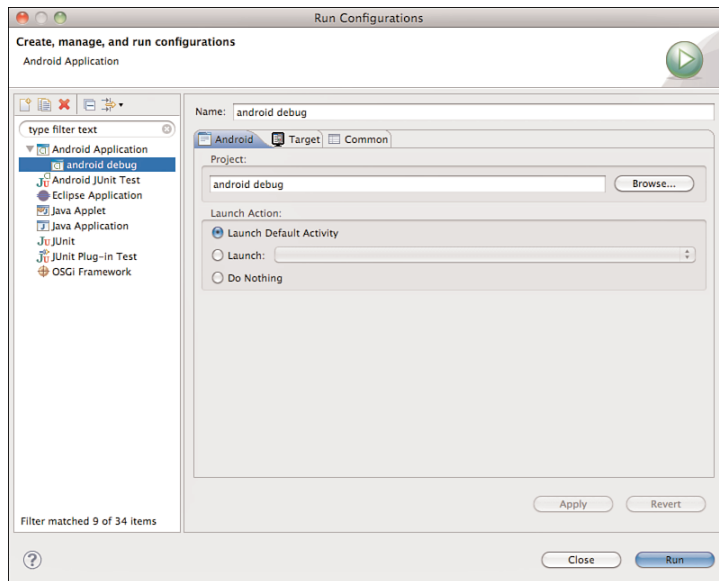 Run Configurations
Create, manage, and run configurations
Android Application
type filter text
Android Application
android debug
Android JUnit Test
Eclipse Application
Java Applet
Java Application
JUnit
JUnit Plug-in Test
OSGi Framework
Filter matched 9 of 34 items
Name: android debug
Android Target Common
Project:
android debug Browse...
Launch Action:
Launch Default Activity
Launch:
Do Nothing
Apply Revert
Close Run